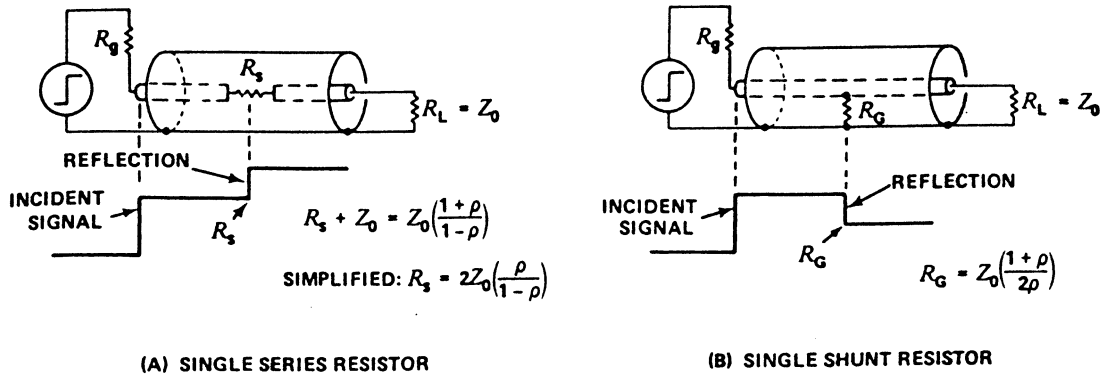 R_g
R_s
R_L = Z_0
REFLECTION
INCIDENT
SIGNAL
R_s
R_s + Z_0 = Z_0(1+ρ/1-ρ)
SIMPLIFIED: R_s = 2Z_0(ρ/1-ρ)
(A) SINGLE SERIES RESISTOR
R_g
R_G
R_L = Z_0
REFLECTION
INCIDENT
SIGNAL
R_G
R_G = Z_0(1+ρ/2ρ)
(B) SINGLE SHUNT RESISTOR